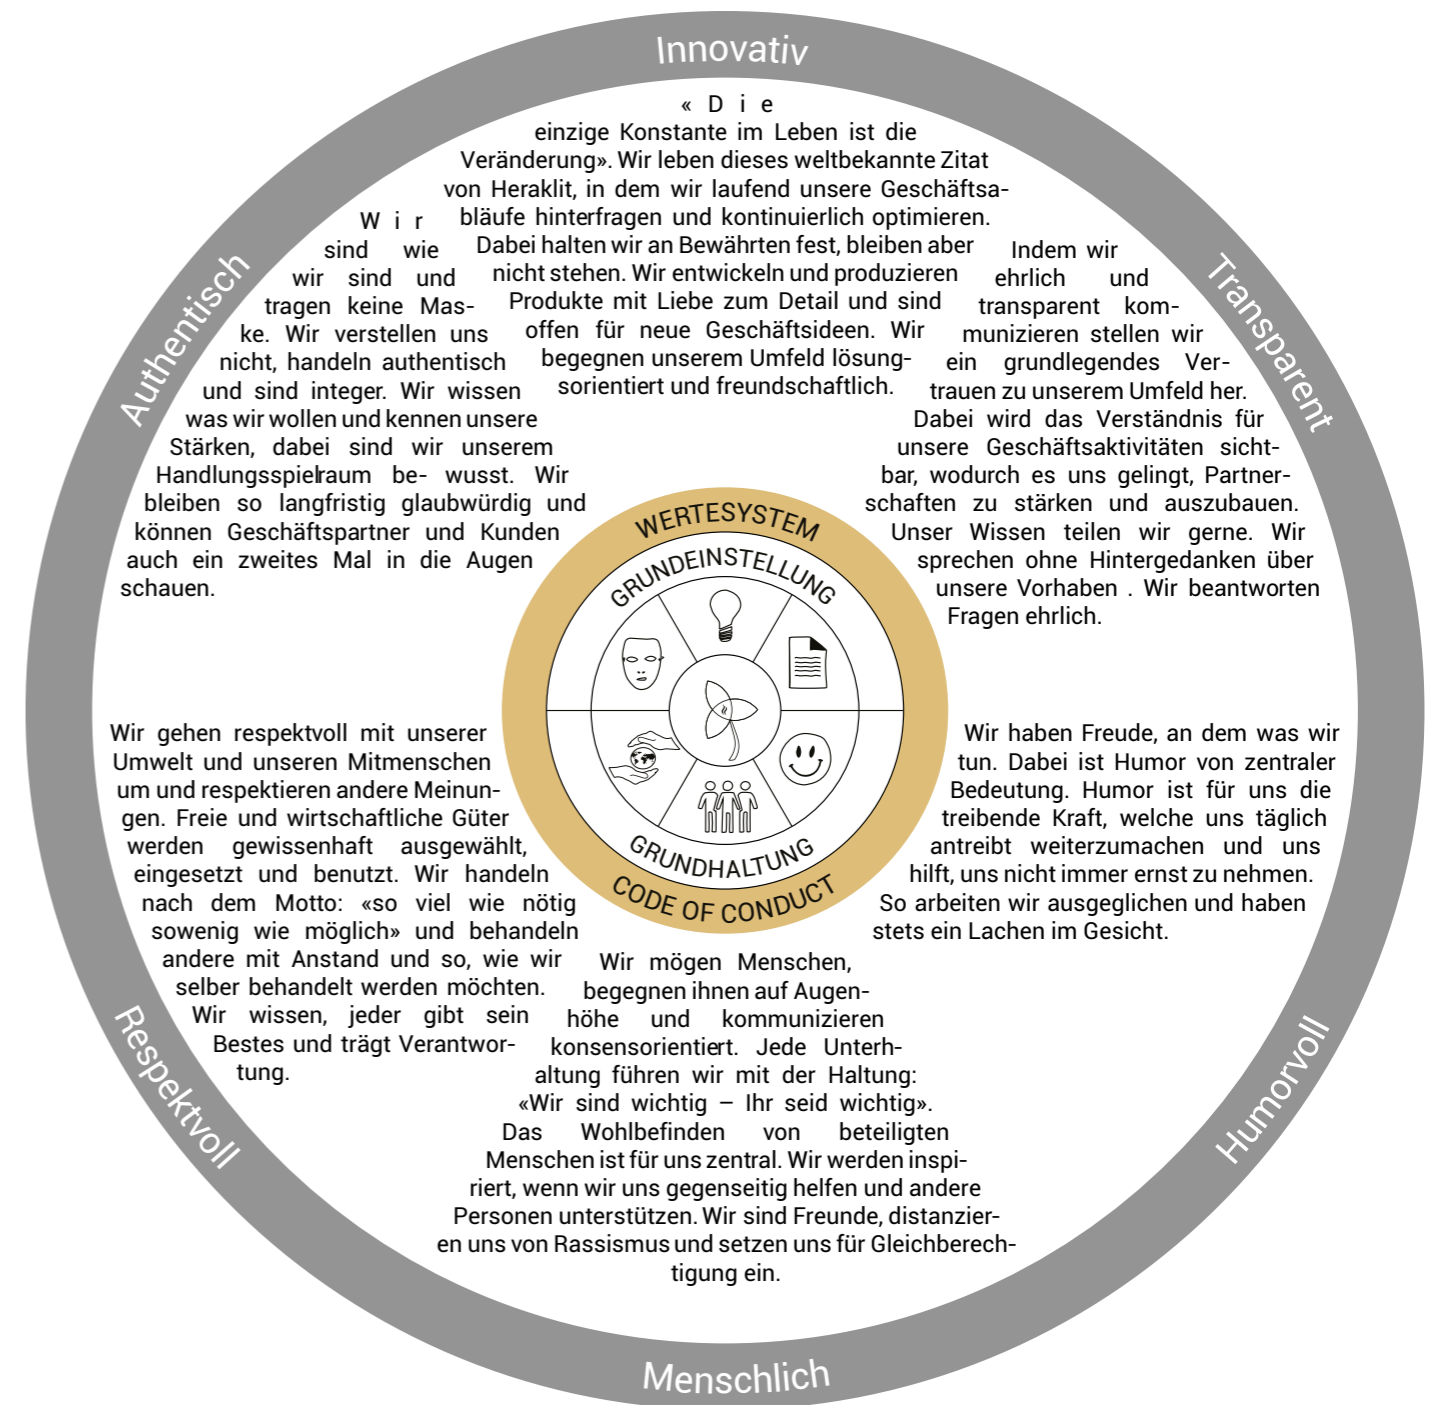 Innovativ
« D i e
einzige Konstante im Leben ist die
Veränderung». Wir leben dieses weltbekannte Zitat
von Heraklit, in dem wir laufend unsere Geschäftsa-
bläufe hinterfragen und kontinuierlich optimieren.
Dabei halten wir an Bewährten fest, bleiben aber
nicht stehen. Wir entwickeln und produzieren
Produkte mit Liebe zum Detail und sind
offen für neue Geschäftsideen. Wir
begegnen unserem Umfeld lösung-
sorientiert und freundschaftlich.
Transparent
Indem wir
ehrlich und
transparent kom-
munizieren stellen wir
ein grundlegendes Ver-
trauen zu unserem Umfeld her.
Dabei wird das Verständnis für
unsere Geschäftsaktivitäten sicht-
bar, wodurch es uns gelingt, Partner-
schaften zu stärken und auszubauen.
Unser Wissen teilen wir gerne. Wir
sprechen ohne Hintergedanken über
unsere Vorhaben . Wir beantworten
Fragen ehrlich.
Humorvoll
Wir haben Freude, an dem was wir
tun. Dabei ist Humor von zentraler
Bedeutung. Humor ist für uns die
treibende Kraft, welche uns täglich
antreibt weiterzumachen und uns
hilft, uns nicht immer ernst zu nehmen.
So arbeiten wir ausgeglichen und haben
stets ein Lachen im Gesicht.
Menschlich
Wir mögen Menschen,
begegnen ihnen auf Augen-
höhe und kommunizieren
konsensorientiert. Jede Unterh-
altung führen wir mit der Haltung:
«Wir sind wichtig – Ihr seid wichtig».
Das Wohlbefinden von beteiligten
Menschen ist für uns zentral. Wir werden inspi-
riert, wenn wir uns gegenseitig helfen und andere
Personen unterstützen. Wir sind Freunde, distanzier-
en uns von Rassismus und setzen uns für Gleichberech-
tigung ein.
Respektvoll
Wir gehen respektvoll mit unserer
Umwelt und unseren Mitmenschen
um und respektieren andere Meinun-
gen. Freie und wirtschaftliche Güter
werden gewissenhaft ausgewählt,
eingesetzt und benutzt. Wir handeln
nach dem Motto: «so viel wie nötig
sowenig wie möglich» und behandeln
andere mit Anstand und so, wie wir
selber behandelt werden möchten.
Wir wissen, jeder gibt sein
Bestes und trägt Verantwor-
tung.
Authentisch
W i r
sind wie
wir sind und
tragen keine Mas-
ke. Wir verstellen uns
nicht, handeln authentisch
und sind integer. Wir wissen
was wir wollen und kennen unsere
Stärken, dabei sind wir unserem
Handlungsspielraum be- wusst. Wir
bleiben so langfristig glaubwürdig und
können Geschäftspartner und Kunden
auch ein zweites Mal in die Augen
schauen.
WERTESYSTEM
GRUNDEINSTELLUNG
GRUNDHALTUNG
CODE OF CONDUCT